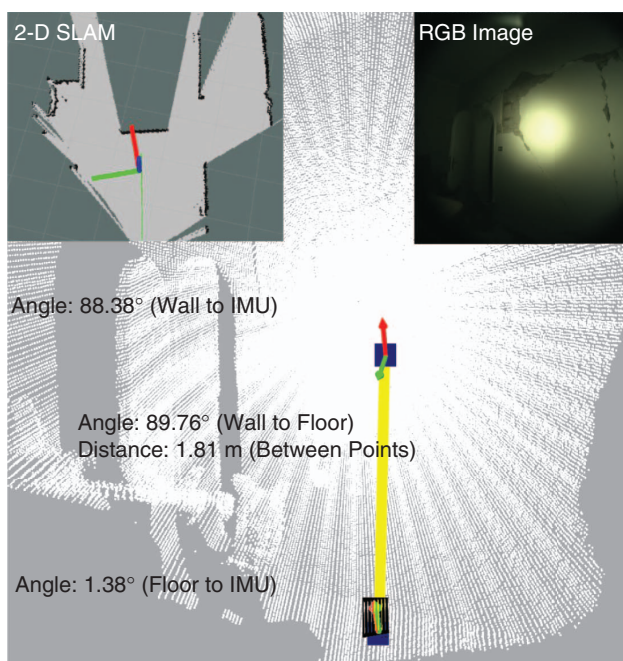 2-D SLAM
RGB Image
Angle: 88.38° (Wall to IMU)
Angle: 89.76° (Wall to Floor)
Distance: 1.81 m (Between Points)
Angle: 1.38° (Floor to IMU)